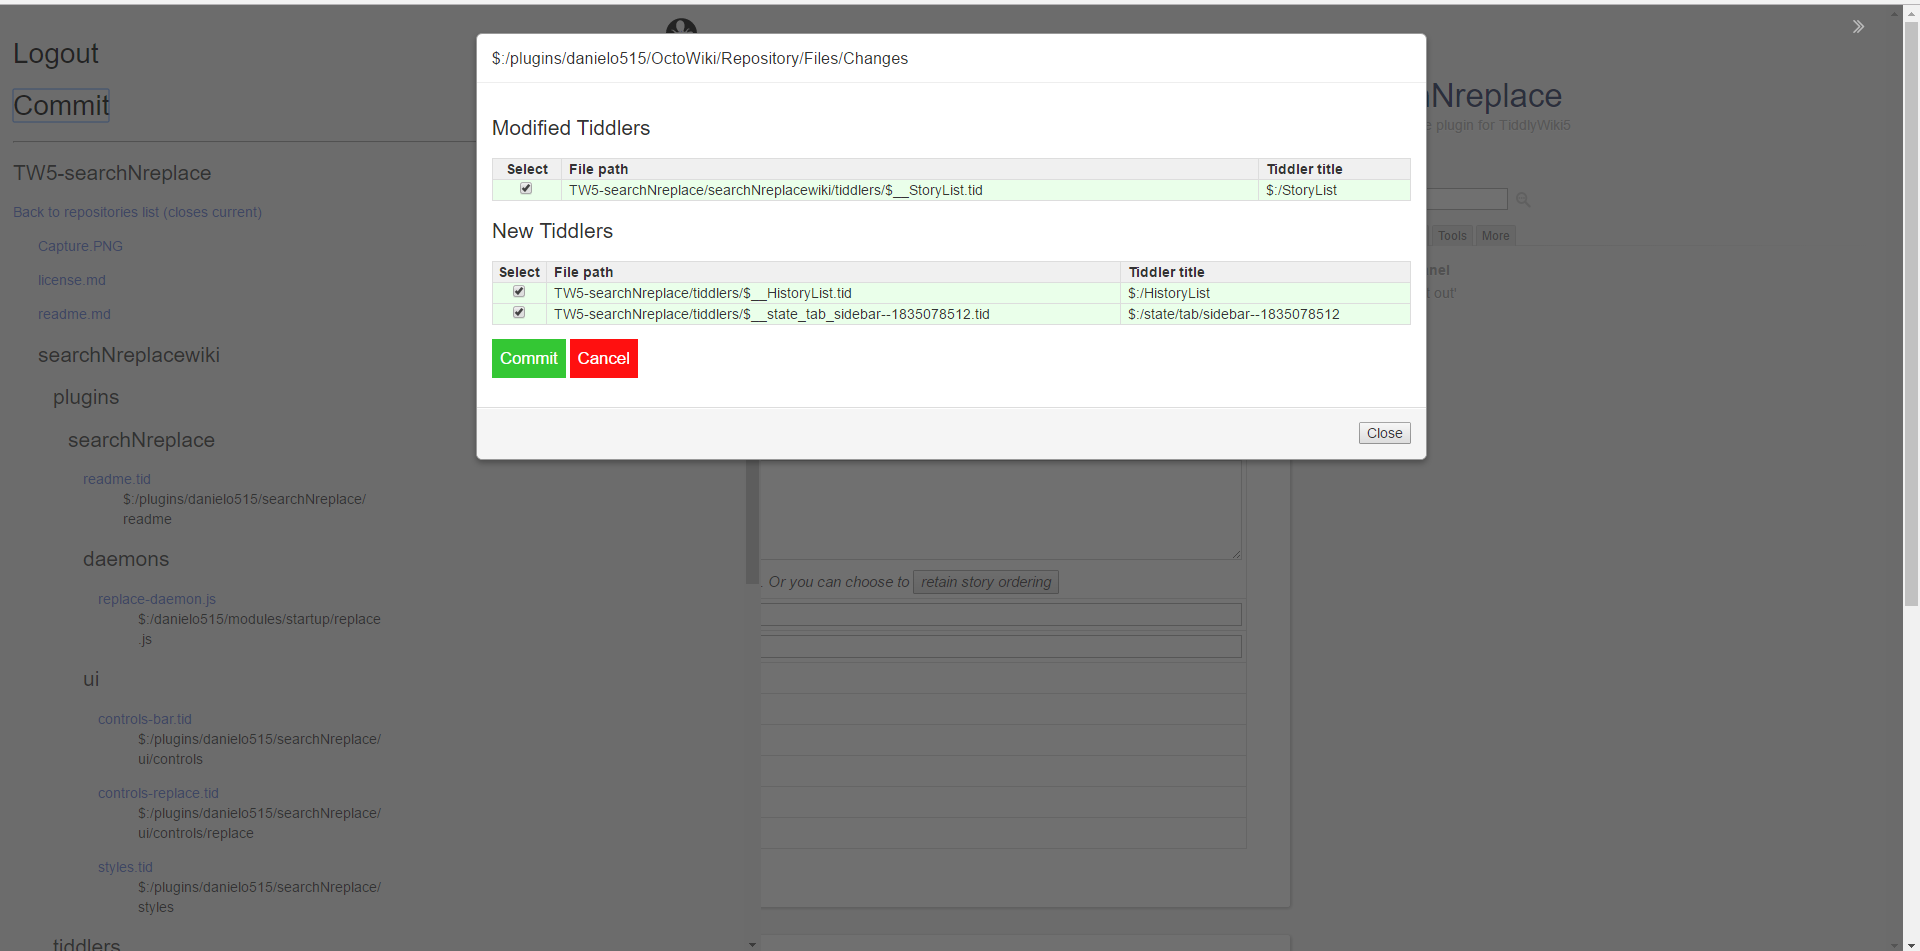 Logout
Commit
TW5-searchNreplace
Back to repositories list (closes current)
Capture.PNG
license.md
readme.md
searchNreplacewiki
plugins
searchNreplace
readme.tid
$:/plugins/danielo515/searchNreplace/
readme
daemons
replace-daemon.js
$:/danielo515/modules/startup/replace
.js
ui
controls-bar.tid
$:/plugins/danielo515/searchNreplace/
ui/controls
controls-replace.tid
$:/plugins/danielo515/searchNreplace/
ui/controls/replace
styles.tid
$:/plugins/danielo515/searchNreplace/
styles
tiddlers
$:/plugins/danielo515/OctoWiki/Repository/Files/Changes
Modified Tiddlers
Select File path Tiddler title
TW5-searchNreplace/searchNreplacewiki/tiddlers/$__StoryList.tid $:/StoryList
New Tiddlers
Select File path Tiddler title
TW5-searchNreplace/tiddlers/$__HistoryList.tid $:/HistoryList
TW5-searchNreplace/tiddlers/$__state_tab_sidebar--1835078512.tid $:/state/tab/sidebar--1835078512
Commit Cancel
Close
. Or you can choose to retain story ordering
Nreplace
plugin for TiddlyWiki5
Tools More
nel
out'